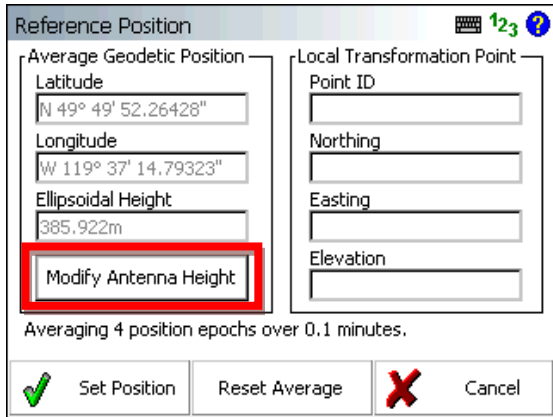 Reference Position
123 ?
Average Geodetic Position
Latitude
N 49° 49' 52.26428"
Longitude
W 119° 37' 14.79323"
Ellipsoidal Height
385.922m
Modify Antenna Height
Local Transformation Point
Point ID
Northing
Easting
Elevation
Averaging 4 position epochs over 0.1 minutes.
Set Position
Reset Average
Cancel